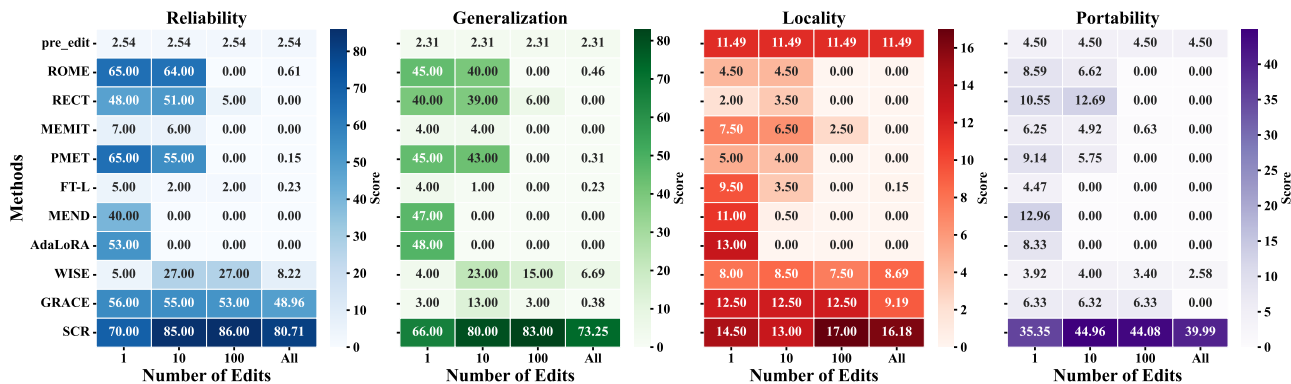 Reliability
Generalization
Locality
Portability
Methods
pre_edit 2.54 2.54 2.54 2.54
ROME 65.00 64.00 0.00 0.61
RECT 48.00 51.00 5.00 0.00
MEMIT 7.00 6.00 0.00 0.00
PMET 65.00 55.00 0.00 0.15
FT-L 5.00 2.00 2.00 0.23
MEND 40.00 0.00 0.00 0.00
AdaLoRA 53.00 0.00 0.00 0.00
WISE 5.00 27.00 27.00 8.22
GRACE 56.00 55.00 53.00 48.96
SCR 70.00 85.00 86.00 80.71
1 10 100 All
Number of Edits
80
70
60
50
40
30
20
10
0
Score
2.31 2.31 2.31 2.31
45.00 40.00 0.00 0.46
40.00 39.00 6.00 0.00
4.00 4.00 0.00 0.00
45.00 43.00 0.00 0.31
4.00 1.00 0.00 0.23
47.00 0.00 0.00 0.00
48.00 0.00 0.00 0.00
4.00 23.00 15.00 6.69
3.00 13.00 3.00 0.38
66.00 80.00 83.00 73.25
1 10 100 All
Number of Edits
80
70
60
50
40
30
20
10
0
Score
11.49 11.49 11.49 11.49
4.50 4.50 0.00 0.00
2.00 3.50 0.00 0.00
7.50 6.50 2.50 0.00
5.00 4.00 0.00 0.00
9.50 3.50 0.00 0.15
11.00 0.50 0.00 0.00
13.00 0.00 0.00 0.00
8.00 8.50 7.50 8.69
12.50 12.50 12.50 9.19
14.50 13.00 17.00 16.18
1 10 100 All
Number of Edits
16
14
12
10
8
6
4
2
0
Score
4.50 4.50 4.50 4.50
8.59 6.62 0.00 0.00
10.55 12.69 0.00 0.00
6.25 4.92 0.63 0.00
9.14 5.75 0.00 0.00
4.47 0.00 0.00 0.00
12.96 0.00 0.00 0.00
8.33 0.00 0.00 0.00
3.92 4.00 3.40 2.58
6.33 6.32 6.33 0.00
35.35 44.96 44.08 39.99
1 10 100 All
Number of Edits
40
35
30
25
20
15
10
5
0
Score